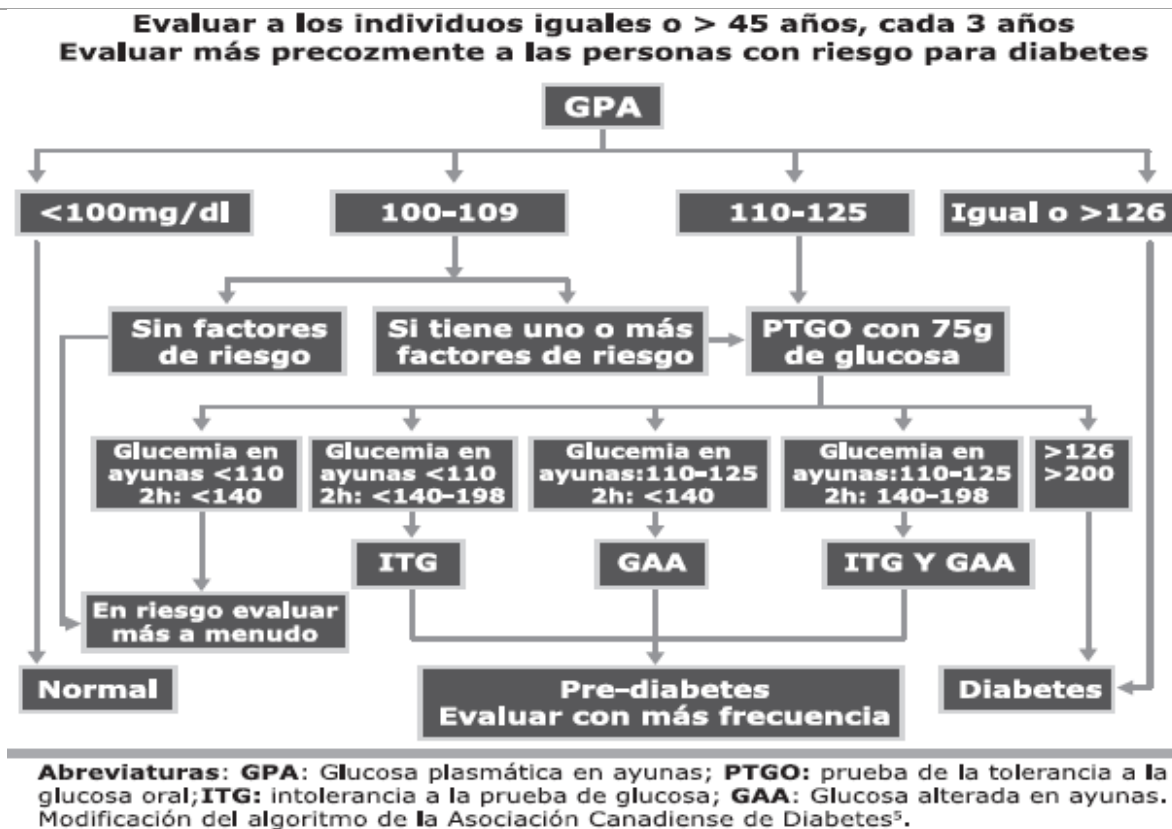 Evaluar a los individuos iguales o > 45 años, cada 3 años
Evaluar más precozmente a las personas con riesgo para diabetes
GPA
<100mg/dl
100-109
110-125
Igual o >126
Sin factores
de riesgo
Si tiene uno o más
factores de riesgo
PTGO con 75g
de glucosa
Glucemia en
ayunas <110
2h: <140
Glucemia en
ayunas <110
2h: <140-198
Glucemia en
ayunas:110-125
2h: <140
Glucemia en
ayunas:110-125
2h: 140-198
>126
>200
ITG
GAA
ITG Y GAA
En riesgo evaluar
más a menudo
Normal
Pre-diabetes
Evaluar con más frecuencia
Diabetes
Abreviaturas: GPA: Glucosa plasmática en ayunas; PTGO: prueba de la tolerancia a la
glucosa oral;ITG: intolerancia a la prueba de glucosa; GAA: Glucosa alterada en ayunas.
Modificación del algoritmo de la Asociación Canadiense de Diabetes⁵.